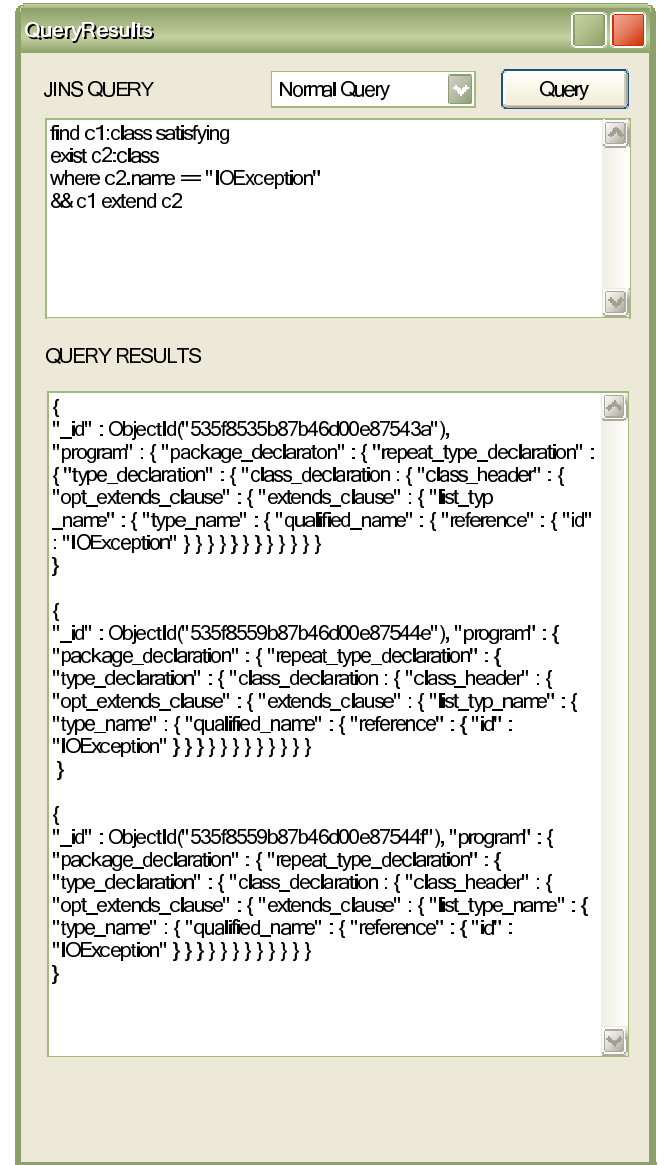 QueryResults
JINS QUERY
Normal Query
Query
find c1:class satisfying
exist c2:class
where c2.name == "IOException"
&& c1 extend c2
QUERY RESULTS
{
"_id" : ObjectId("535f8535b87b46d00e87543a"),
"program" : { "package_declaraton" : { "repeat_type_declaration" :
{ "type_declaration" : { "class_declaration : { "class_header" : {
"opt_extends_clause" : { "extends_clause" : { "list_typ
_name" : { "type_name" : { "qualified_name" : { "reference" : { "id"
: "IOException" } } } } } } } } } } } }
}
{
"_id" : ObjectId("535f8559b87b46d00e87544e"), "program" : {
"package_declaration" : { "repeat_type_declaration" : {
"type_declaration" : { "class_declaration : { "class_header" : {
"opt_extends_clause" : { "extends_clause" : { "list_typ_name" : {
"type_name" : { "qualified_name" : { "reference" : { "id" :
"IOException" } } } } } } } } } } } }
}
{
"_id" : ObjectId("535f8559b87b46d00e87544f"), "program" : {
"package_declaration" : { "repeat_type_declaration" : {
"type_declaration" : { "class_declaration : { "class_header" : {
"opt_extends_clause" : { "extends_clause" : { "list_type_name" : {
"type_name" : { "qualified_name" : { "reference" : { "id" :
"IOException" } } } } } } } } } } } }
}